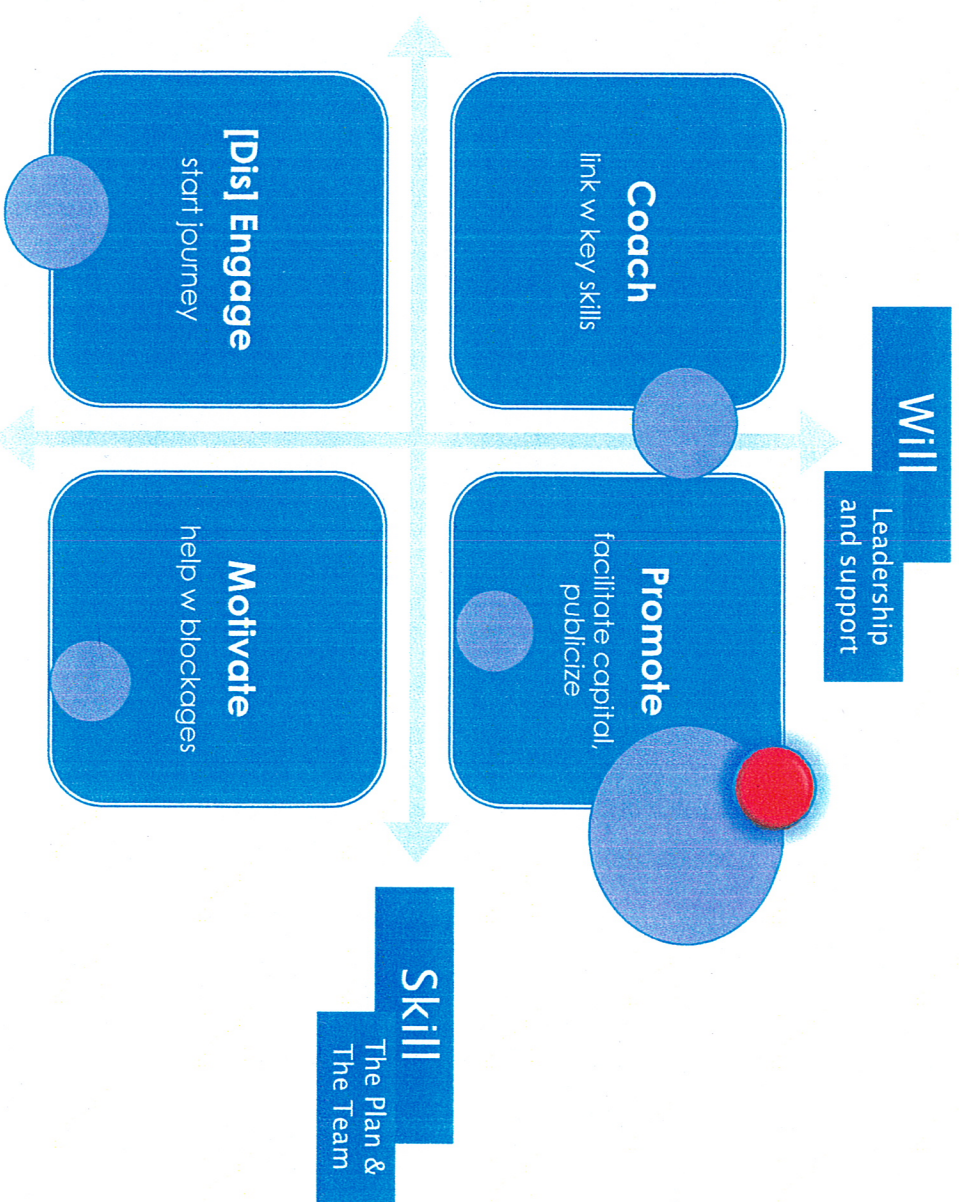 Will
Leadership
and support
Coach
link w key skills
Promote
facilitate capital,
publicize
[Dis] Engage
start journey
Motivate
help w blockages
Skill
The Plan &
The Team